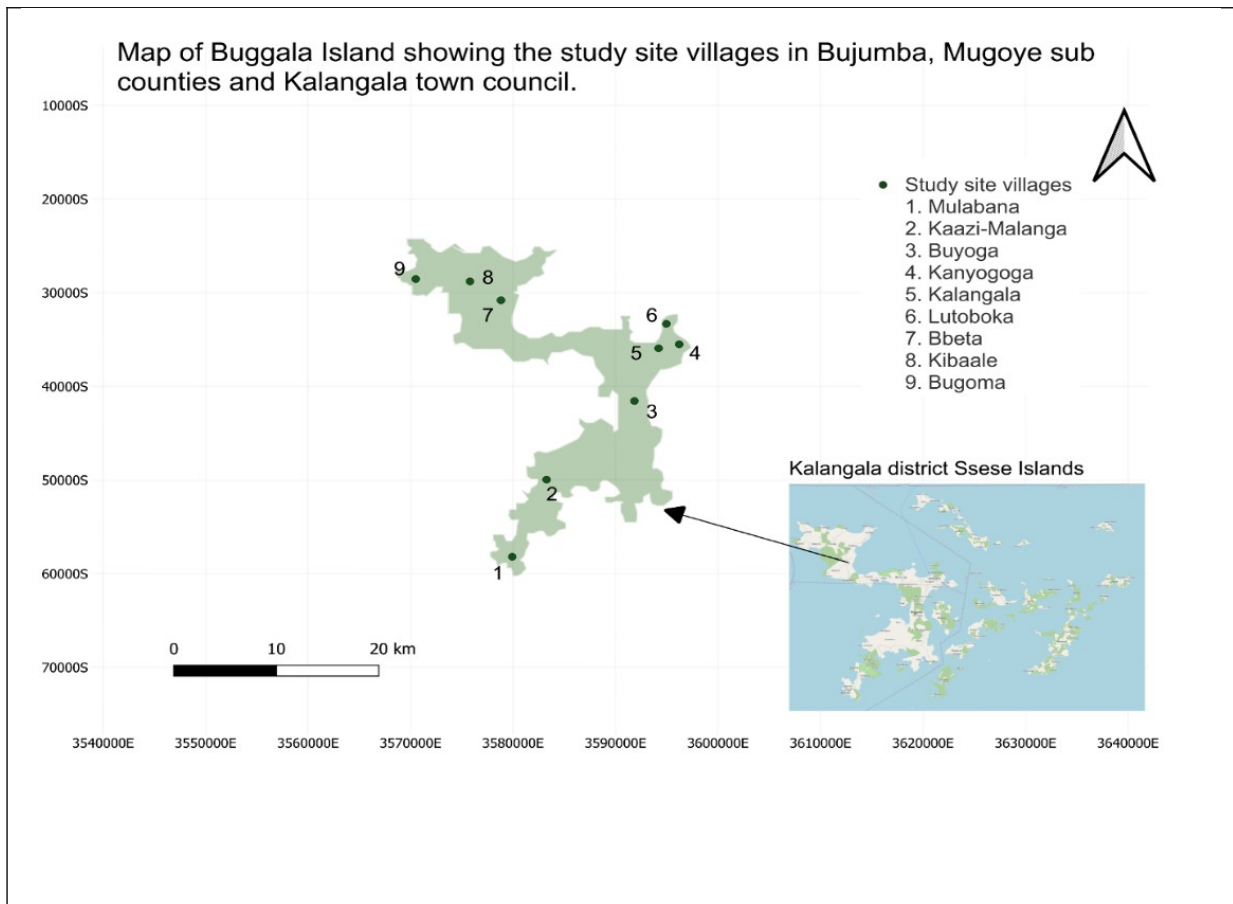 Map of Buggala Island showing the study site villages in Bujumba, Mugoye sub
counties and Kalangala town council.
10000S
20000S
30000S
40000S
50000S
60000S
70000S
Study site villages
1. Mulabana
2. Kaazi-Malanga
3. Buyoga
4. Kanyogoga
5. Kalangala
6. Lutoboka
7. Bbeta
8. Kibaale
9. Bugoma
9
8
7
6
5
4
3
2
1
Kalangala district Ssese Islands
0 10 20 km
3540000E 3550000E 3560000E 3570000E 3580000E 3590000E 3600000E 3610000E 3620000E 3630000E 3640000E